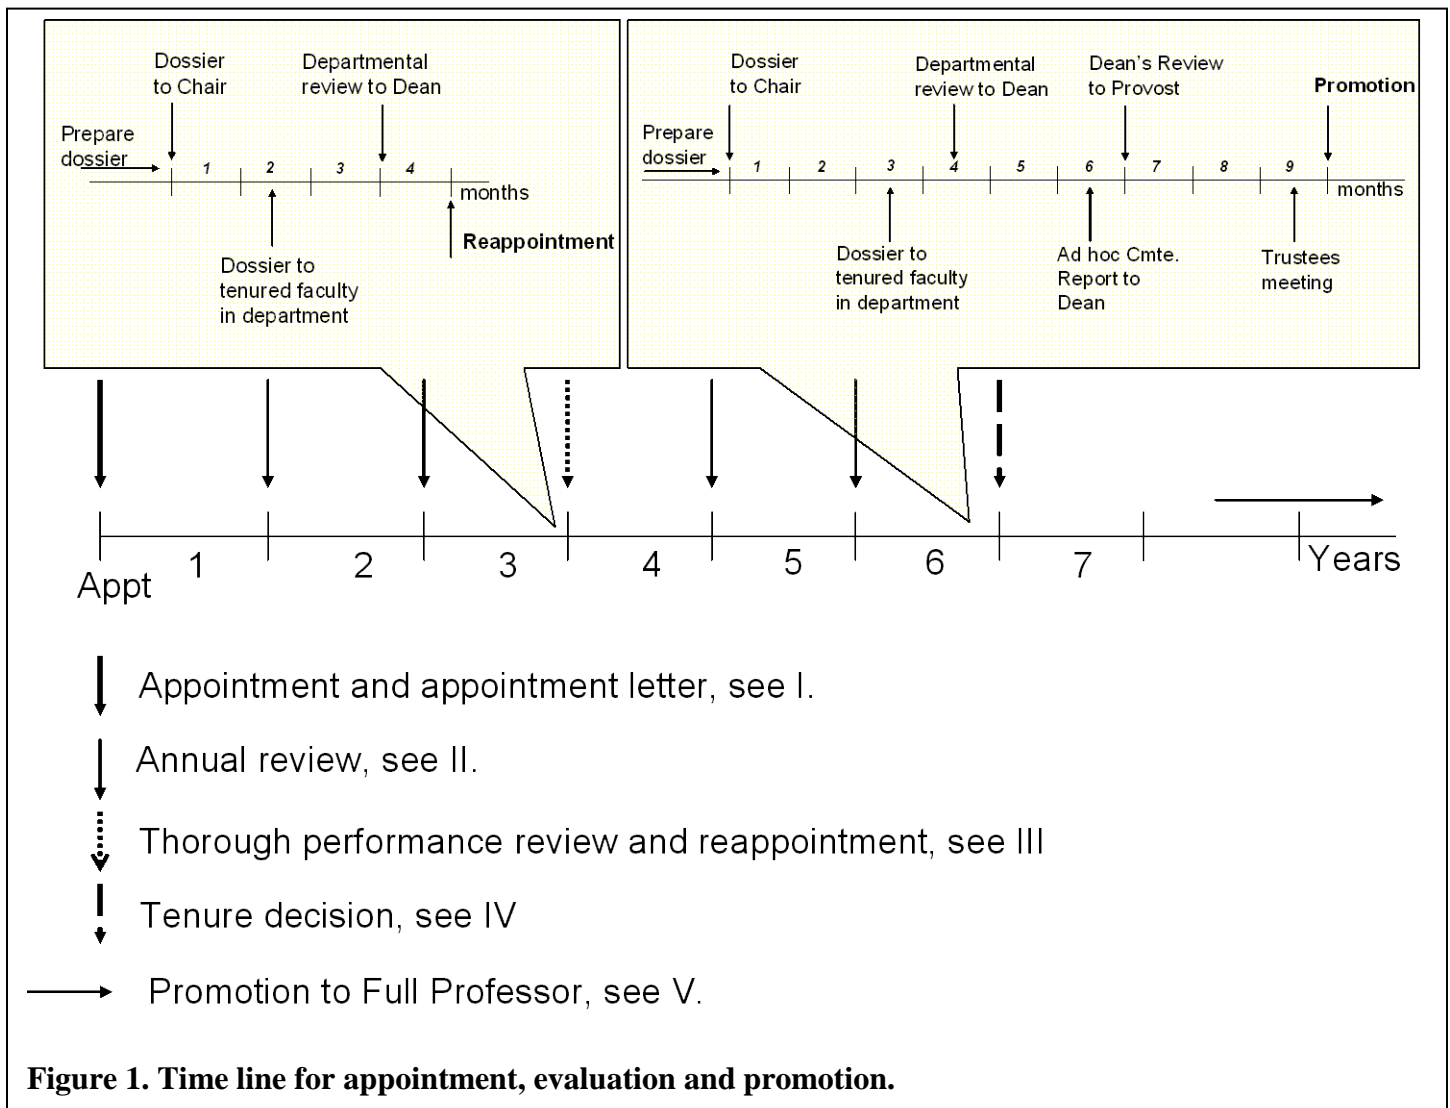 Dossier
to Chair
Departmental
review to Dean
Prepare
dossier
1 2 3 4
months
Reappointment
Dossier to
tenured faculty
in department
Dossier
to Chair
Departmental
review to Dean
Dean’s Review
to Provost
Promotion
Prepare
dossier
1 2 3 4 5 6 7 8 9
months
Dossier to
tenured faculty
in department
Ad hoc Cmte.
Report to
Dean
Trustees
meeting
1 2 3 4 5 6 7 Years
Appt
Appointment and appointment letter, see I.
Annual review, see II.
Thorough performance review and reappointment, see III
Tenure decision, see IV
Promotion to Full Professor, see V.
Figure 1. Time line for appointment, evaluation and promotion.